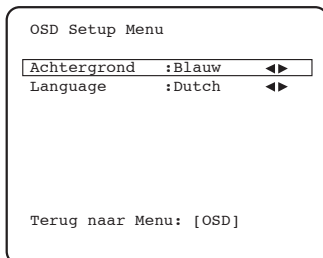 OSD Setup Menu
Achtergrond :Blauw ◄►
Language :Dutch ◄►
Terug naar Menu: [OSD]